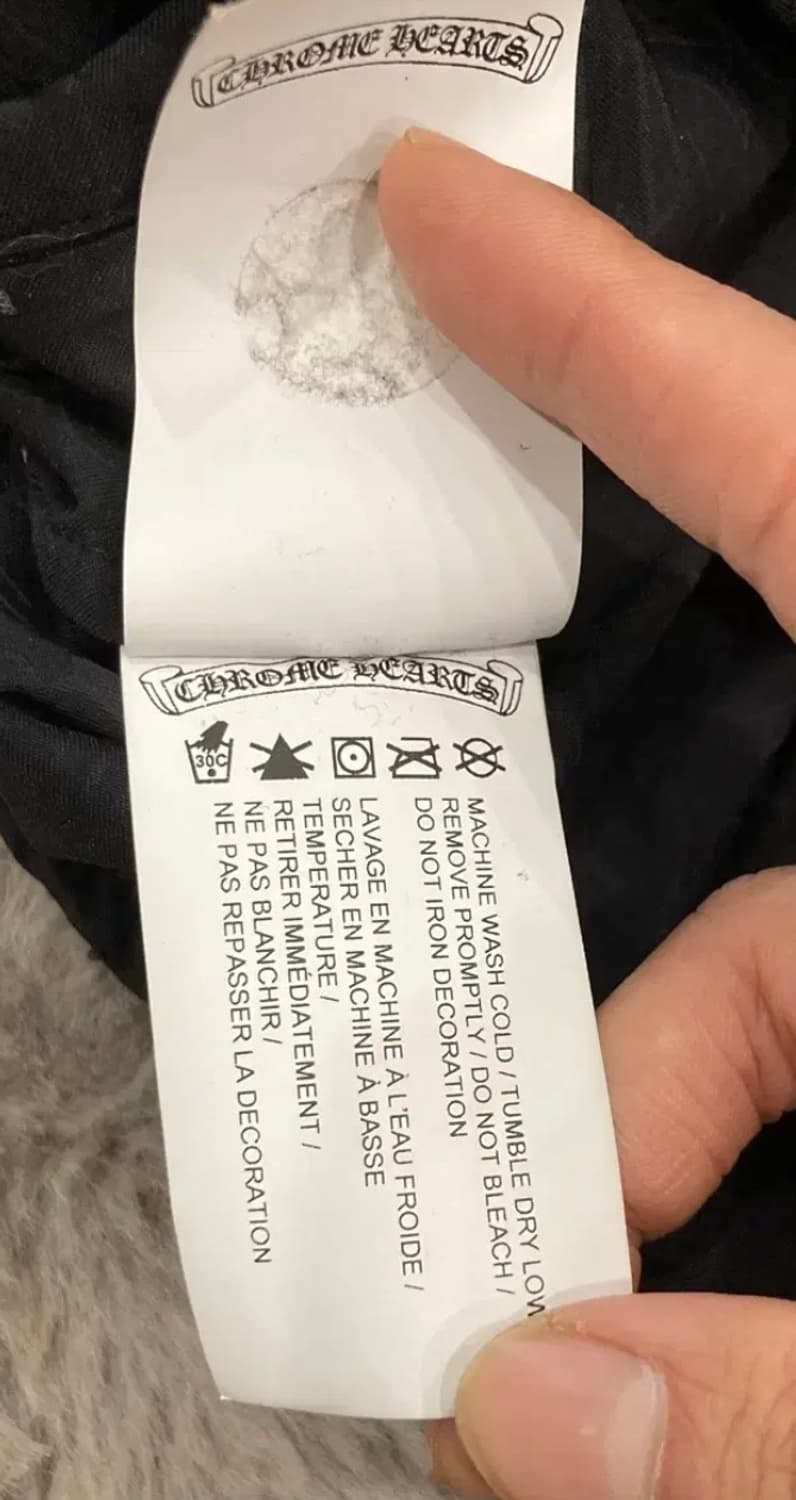 CHROME HEARTS
CHROME HEARTS
30C
MACHINE WASH COLD / TUMBLE DRY LOW
REMOVE PROMPTLY / DO NOT BLEACH /
DO NOT IRON DECORATION
LAVAGE EN MACHINE À L'EAU FROIDE /
SECHER EN MACHINE À BASSE
TEMPERATURE /
RETIRER IMMÉDIATEMENT /
NE PAS BLANCHIR /
NE PAS REPASSER LA DECORATION